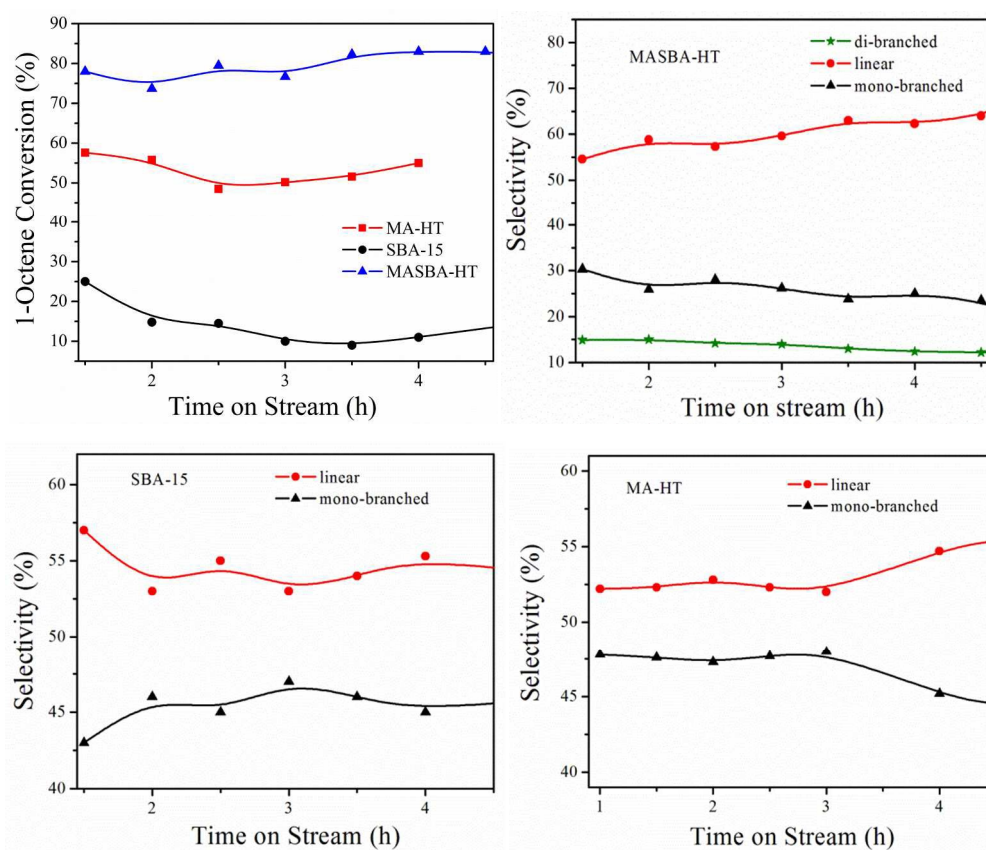 90
80
70
60
50
40
30
20
10
1-Octene Conversion (%)
MA-HT
SBA-15
MASBA-HT
2
3
4
Time on Stream (h)
80
70
60
50
40
30
20
10
Selectivity (%)
MASBA-HT
di-branched
linear
mono-branched
2
3
4
Time on stream (h)
60
55
50
45
40
Selectivity (%)
SBA-15
linear
mono-branched
2
3
4
Time on Stream (h)
60
55
50
45
40
Selectivity (%)
MA-HT
linear
mono-branched
1
2
3
4
Time on Stream (h)